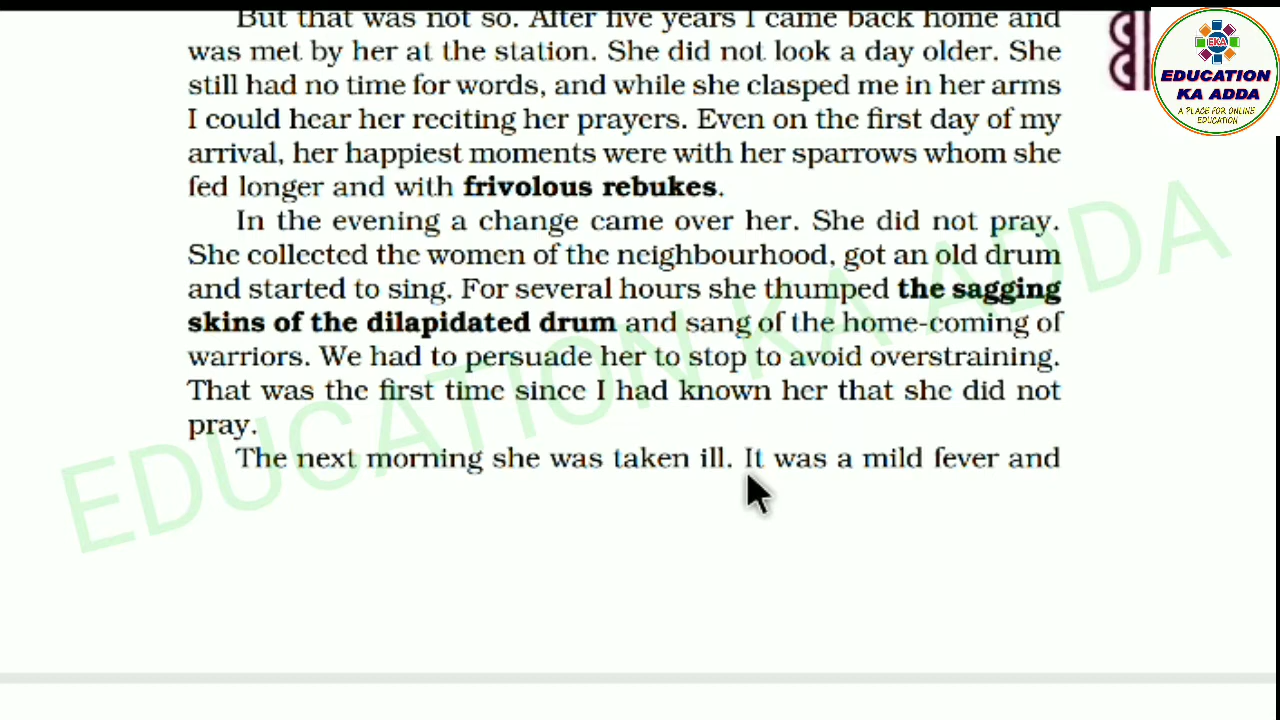 But that was not so. After five years I came back home and
was met by her at the station. She did not look a day older. She
still had no time for words, and while she clasped me in her arms
I could hear her reciting her prayers. Even on the first day of my
arrival, her happiest moments were with her sparrows whom she
fed longer and with frivolous rebukes.
In the evening a change came over her. She did not pray.
She collected the women of the neighbourhood, got an old drum
and started to sing. For several hours she thumped the sagging
skins of the dilapidated drum and sang of the home-coming of
warriors. We had to persuade her to stop to avoid overstraining.
That was the first time since I had known her that she did not
pray.
The next morning she was taken ill. It was a mild fever and
EKA
EDUCATION
KA ADDA
A PLACE FOR ONLINE
EDUCATION
EDUCATION KA ADDA